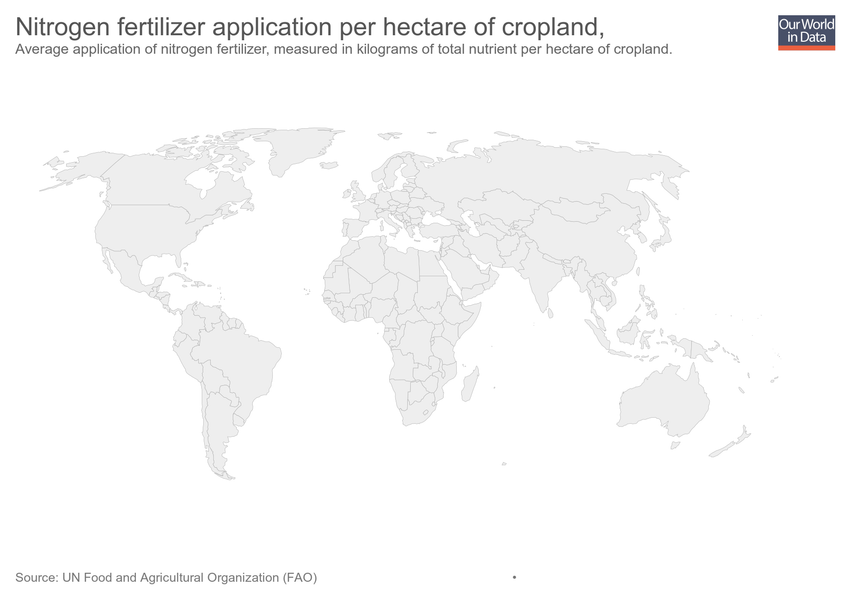 Nitrogen fertilizer application per hectare of cropland,
Average application of nitrogen fertilizer, measured in kilograms of total nutrient per hectare of cropland.
Our World
in Data
Source: UN Food and Agricultural Organization (FAO)
•